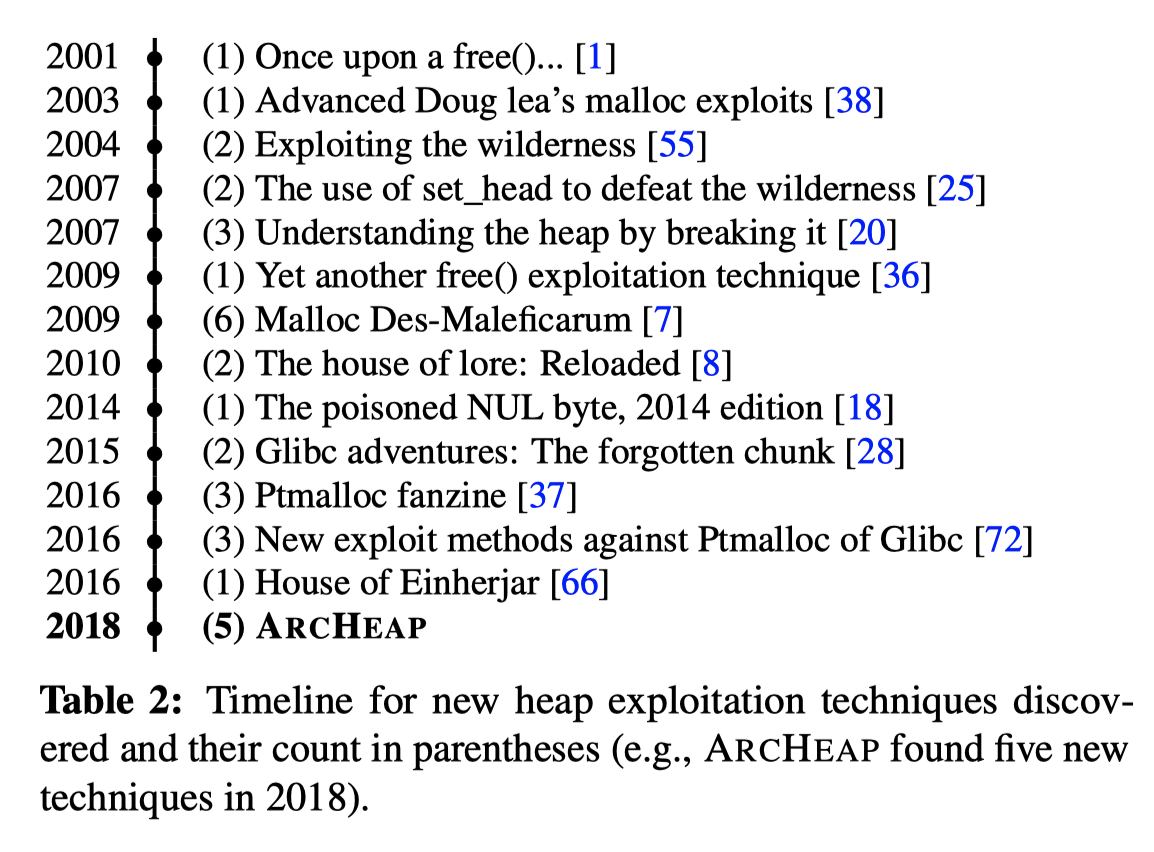 2001 (1) Once upon a free()... [1]
2003 (1) Advanced Doug lea's malloc exploits [38]
2004 (2) Exploiting the wilderness [55]
2007 (2) The use of set_head to defeat the wilderness [25]
2007 (3) Understanding the heap by breaking it [20]
2009 (1) Yet another free() exploitation technique [36]
2009 (6) Malloc Des-Maleficarum [7]
2010 (2) The house of lore: Reloaded [8]
2014 (1) The poisoned NUL byte, 2014 edition [18]
2015 (2) Glibc adventures: The forgotten chunk [28]
2016 (3) Ptmalloc fanzine [37]
2016 (3) New exploit methods against Ptmalloc of Glibc [72]
2016 (1) House of Einherjar [66]
2018 (5) ARCHEAP
Table 2: Timeline for new heap exploitation techniques discov-
ered and their count in parentheses (e.g., ARCHEAP found five new
techniques in 2018).